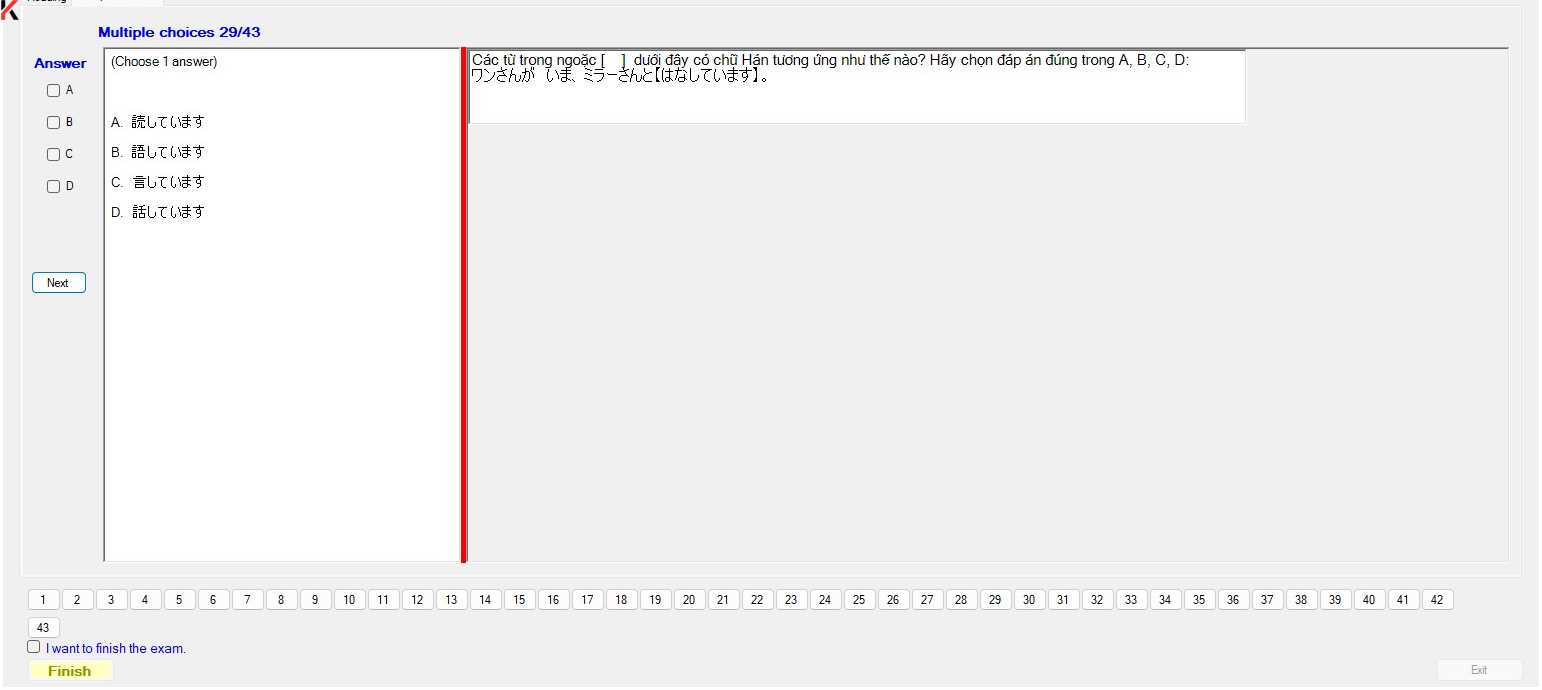 Multiple choices 29/43
Answer
(Choose 1 answer)
A
B
C
D
A. 読しています
B. 語しています
C. 言しています
D. 話しています
Các từ trong ngoặc [ ] dưới đây có chữ Hán tương ứng như thế nào? Hãy chọn đáp án đúng trong A, B, C, D:
ワンさんが いま、ミラーさんと【はなしています】。
Next
1 2 3 4 5 6 7 8 9 10 11 12 13 14 15 16 17 18 19 20 21 22 23 24 25 26 27 28 29 30 31 32 33 34 35 36 37 38 39 40 41 42
43
I want to finish the exam.
Finish
Exit